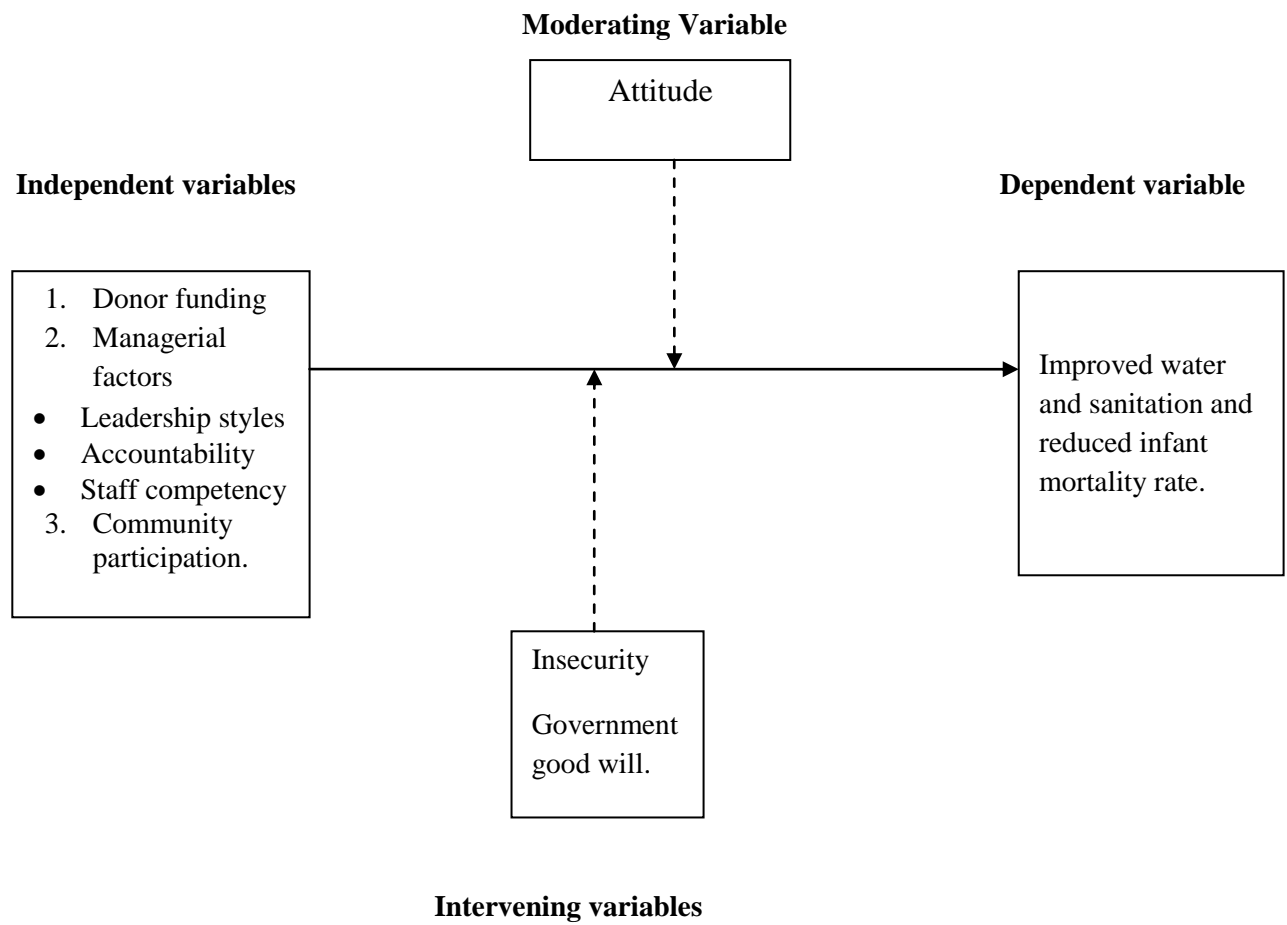 Moderating Variable
Attitude
Independent variables
Dependent variable
1. Donor funding
2. Managerial
factors
• Leadership styles
• Accountability
• Staff competency
3. Community
participation.
Improved water
and sanitation and
reduced infant
mortality rate.
Insecurity
Government
good will.
Intervening variables